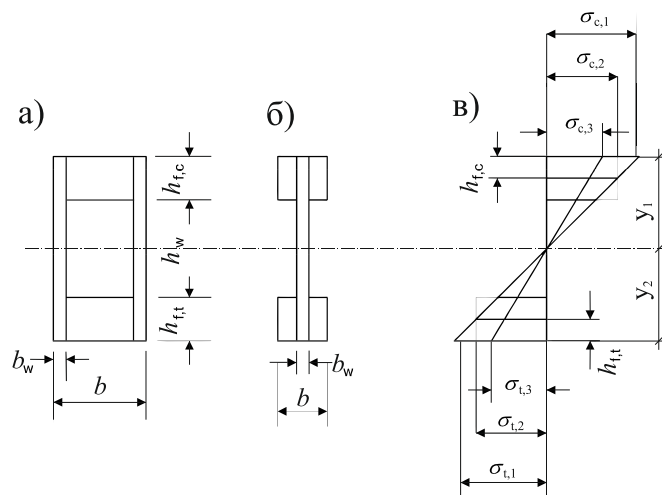 а)
б)
в)
σc,1
σc,2
σc,3
hf,c
hw
hf,t
bw
b
bw
b
hf,c
y1
y2
hf,t
σt,3
σt,2
σt,1